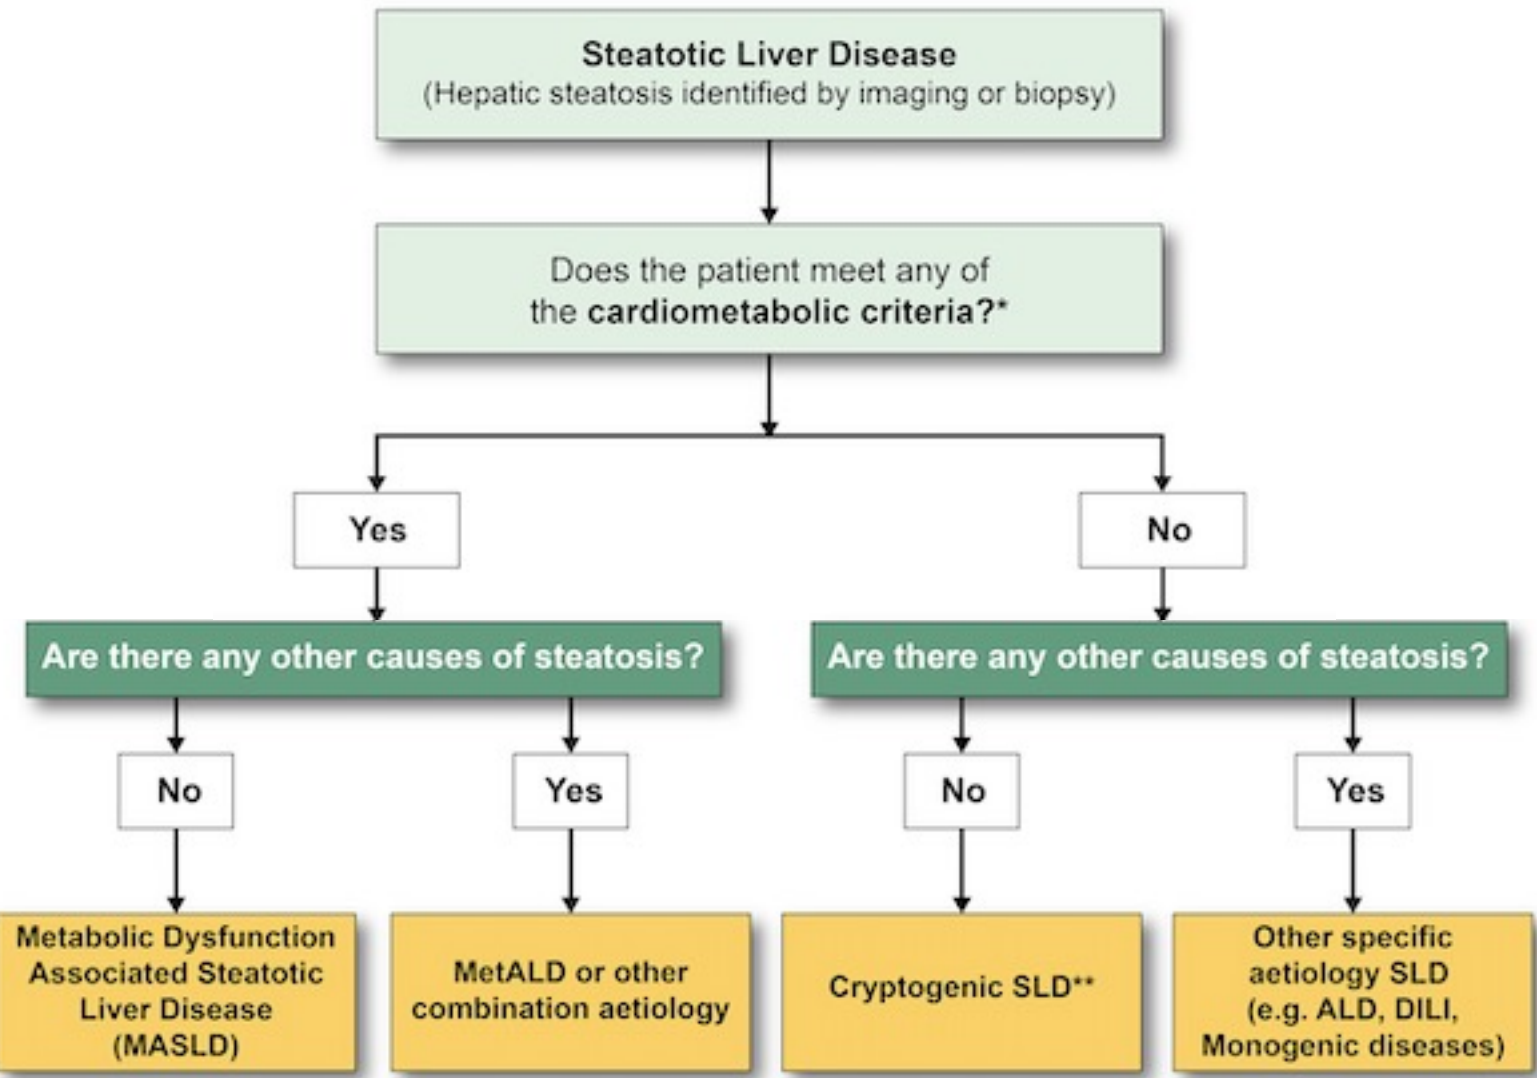 Steatotic Liver Disease
(Hepatic steatosis identified by imaging or biopsy)
Does the patient meet any of
the cardiometabolic criteria?*
Yes
No
Are there any other causes of steatosis?
Are there any other causes of steatosis?
No
Yes
No
Yes
Metabolic Dysfunction
Associated Steatotic
Liver Disease
(MASLD)
MetALD or other
combination aetiology
Cryptogenic SLD**
Other specific
aetiology SLD
(e.g. ALD, DILI,
Monogenic diseases)